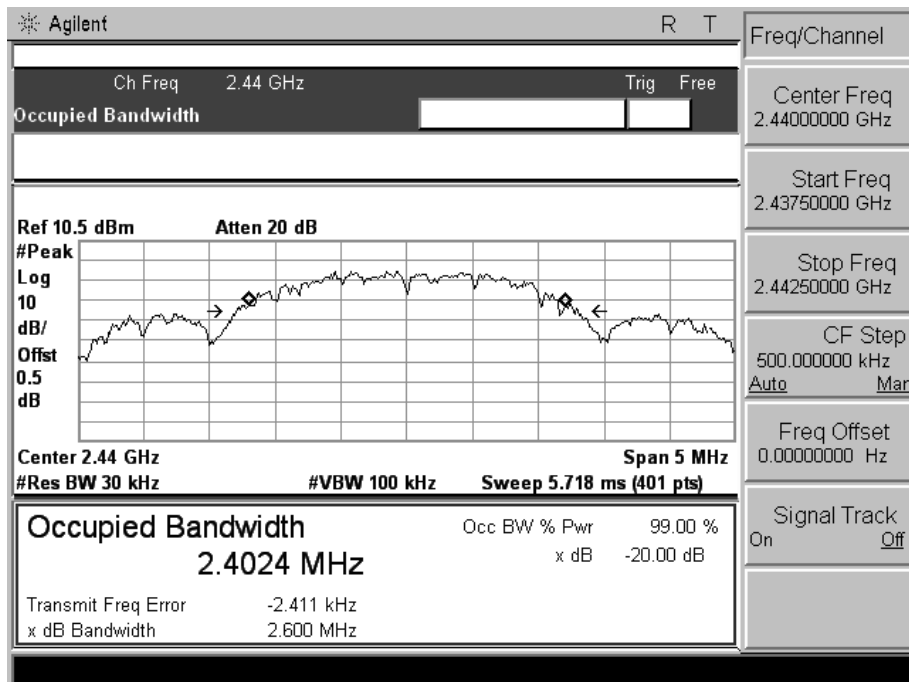 Agilent R T
Ch Freq 2.44 GHz Trig Free
Occupied Bandwidth
Ref 10.5 dBm Atten 20 dB
#Peak
Log
10
dB/
Offst
0.5
dB
Center 2.44 GHz Span 5 MHz
#Res BW 30 kHz #VBW 100 kHz Sweep 5.718 ms (401 pts)
Occupied Bandwidth
2.4024 MHz
Occ BW % Pwr 99.00 %
x dB -20.00 dB
Transmit Freq Error -2.411 kHz
x dB Bandwidth 2.600 MHz
Freq/Channel
Center Freq
2.44000000 GHz
Start Freq
2.43750000 GHz
Stop Freq
2.44250000 GHz
CF Step
500.000000 kHz
Auto Man
Freq Offset
0.00000000 Hz
Signal Track
On Off